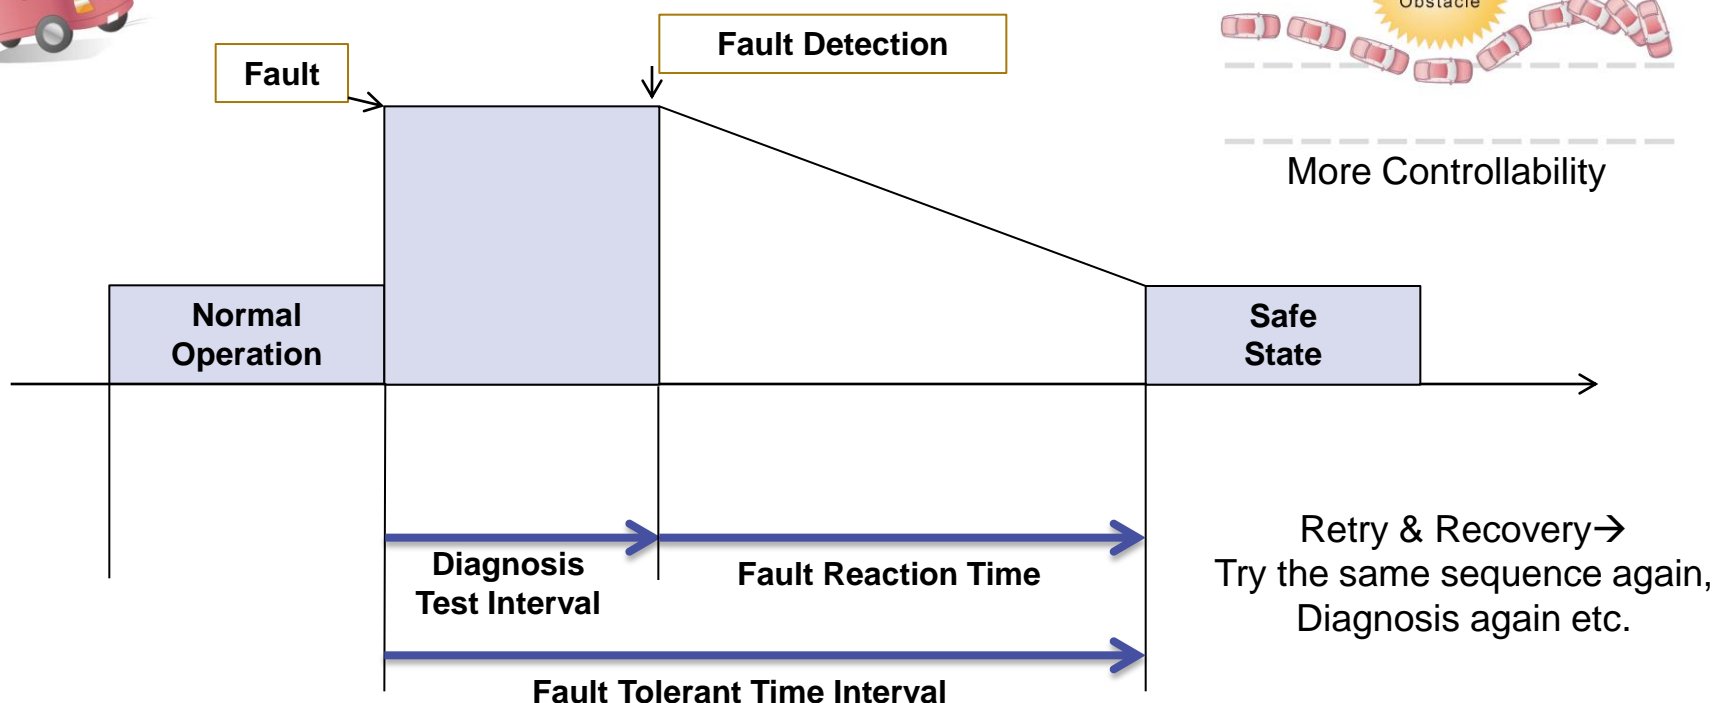 Obstacle
Fault Detection
Fault
More Controllability
Normal
Operation
Safe
State
Diagnosis
Test Interval
Fault Reaction Time
Retry & Recovery→
Try the same sequence again,
Diagnosis again etc.
Fault Tolerant Time Interval